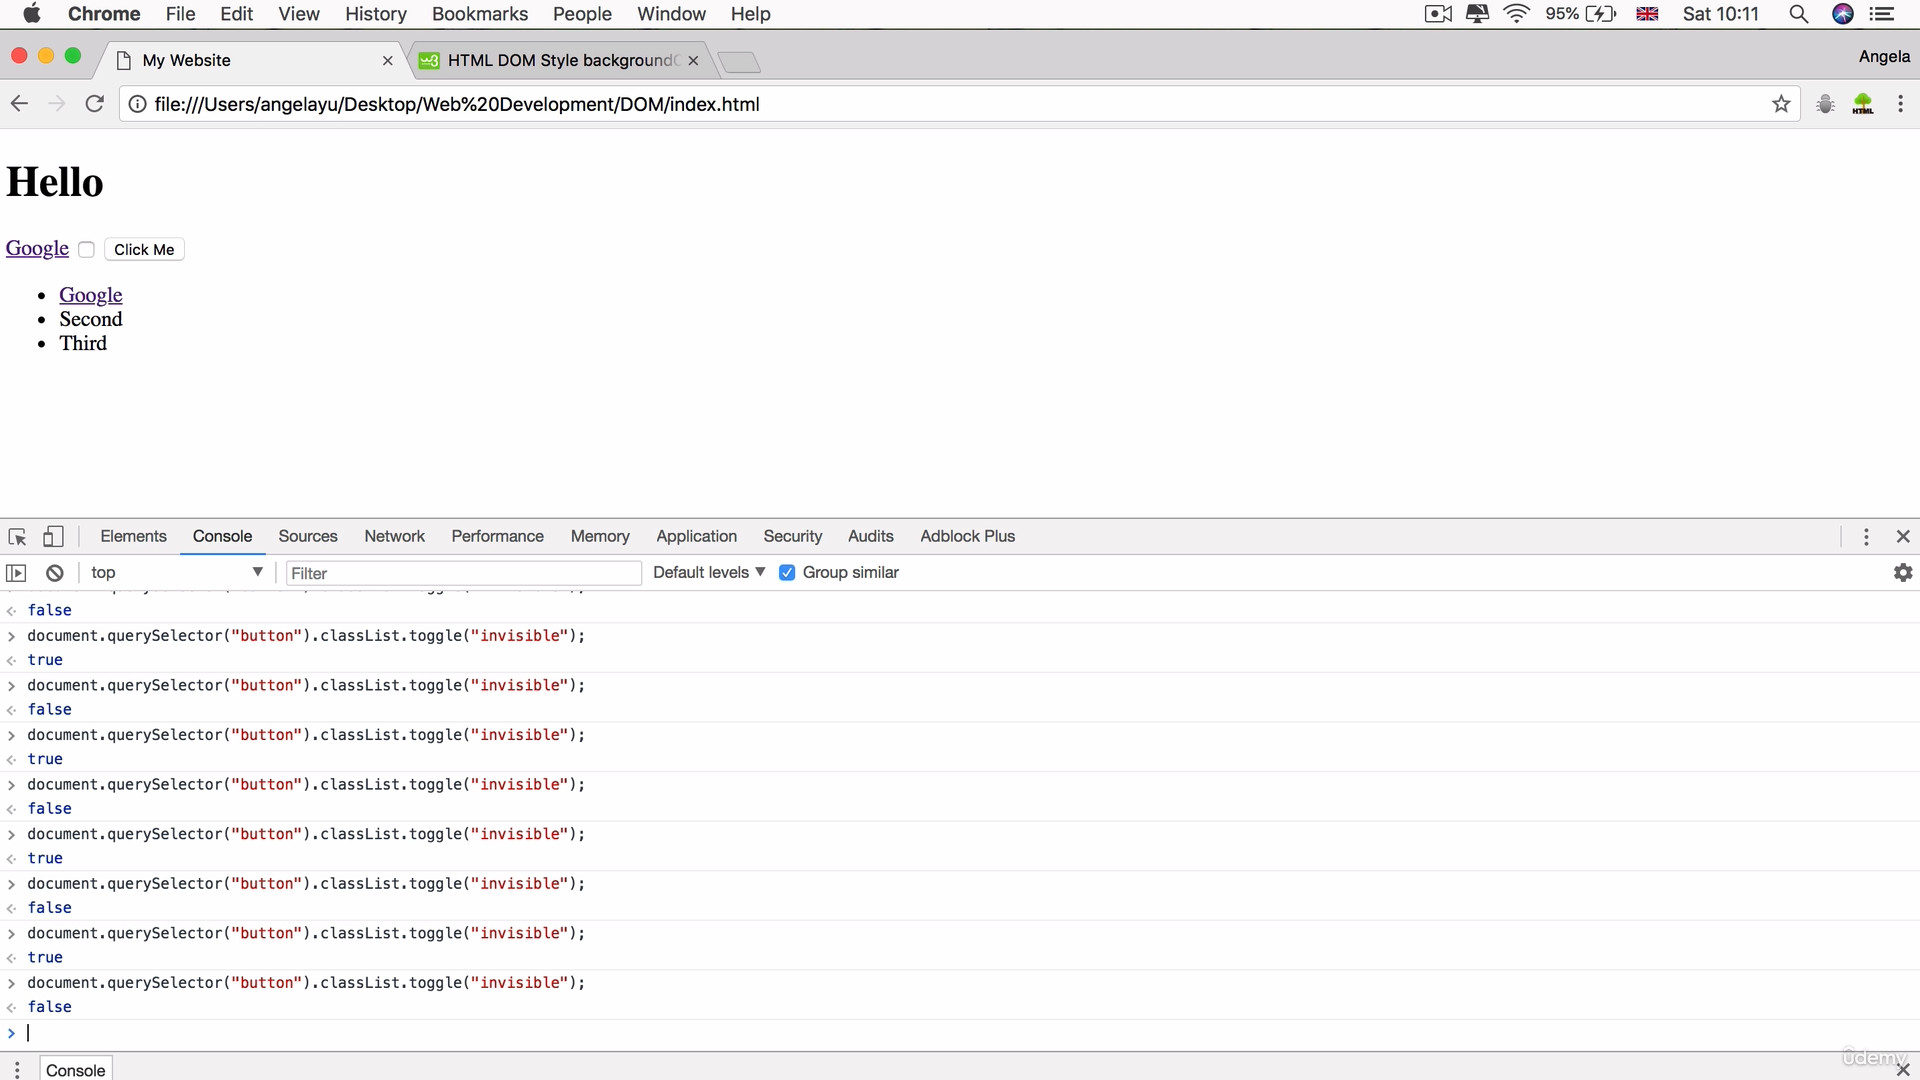 Chrome File Edit View History Bookmarks People Window Help 95% Sat 10:11
My Website HTML DOM Style background Angela
file:///Users/angelayu/Desktop/Web%20Development/DOM/index.html
Hello
Google Click Me
Google
Second
Third
Elements Console Sources Network Performance Memory Application Security Audits Adblock Plus
top Filter Default levels Group similar
false
document.querySelector("button").classList.toggle("invisible");
true
document.querySelector("button").classList.toggle("invisible");
false
document.querySelector("button").classList.toggle("invisible");
true
document.querySelector("button").classList.toggle("invisible");
false
document.querySelector("button").classList.toggle("invisible");
true
document.querySelector("button").classList.toggle("invisible");
false
document.querySelector("button").classList.toggle("invisible");
true
document.querySelector("button").classList.toggle("invisible");
false
Console
ûdemy